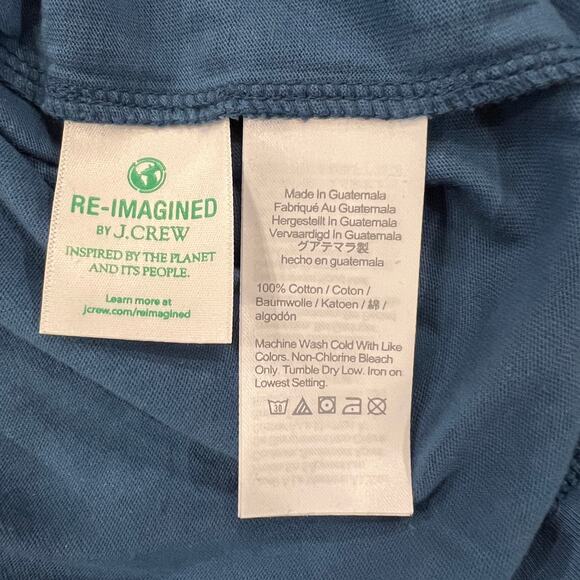 RE-IMAGINED
BY J.CREW
INSPIRED BY THE PLANET
AND ITS PEOPLE.
Learn more at
jcrew.com/reimagined
Made In Guatemala
Fabriqué Au Guatemala
Hergestellt In Guatemala
Vervaardigd In Guatemala
グアテマラ製
hecho en guatemala
100% Cotton / Coton /
Baumwolle / Katoen / 綿 /
algodón
Machine Wash Cold With Like
Colors. Non-Chlorine Bleach
Only. Tumble Dry Low. Iron on
Lowest Setting.
30